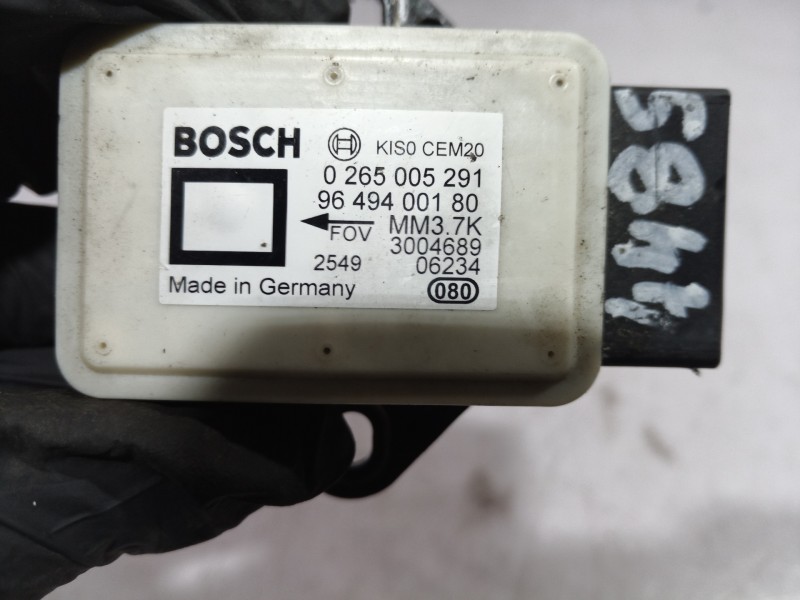 BOSCH KIS0 CEM20
0 265 005 291
96 494 001 80
MM3.7K
FOV
3004689
2549 06234
Made in Germany 080